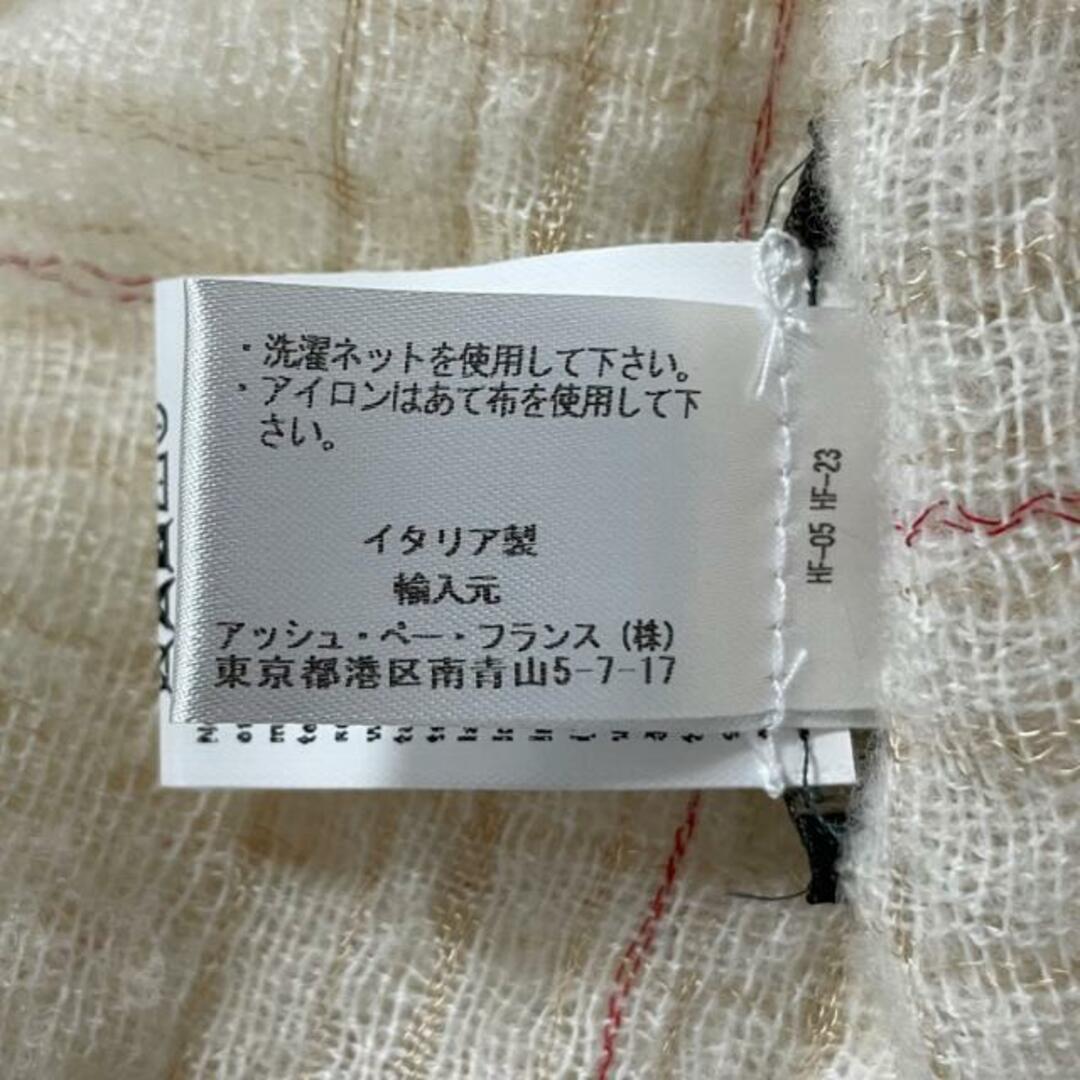 ・洗濯ネットを使用して下さい。
・アイロンはあて布を使用して下
さい。
イタリア製
輸入元
アッシュ・ペー・フランス(株)
東京都港区南青山5-7-17
HF-05 HF-23